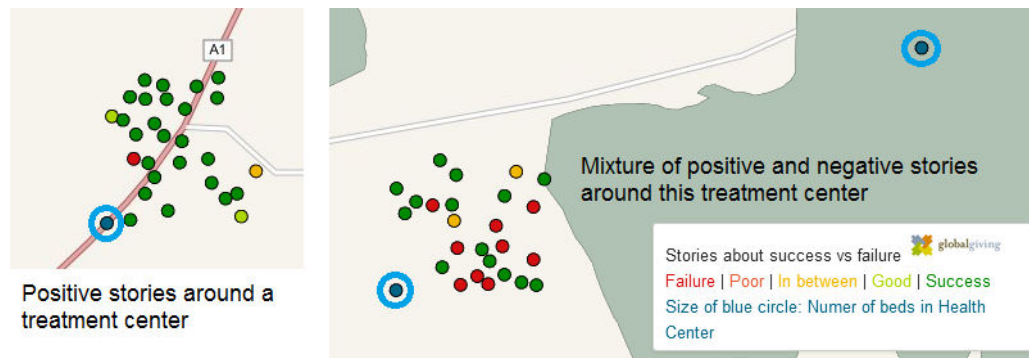 A1
Positive stories around a
treatment center
Mixture of positive and negative stories
around this treatment center
globalgiving
Stories about success vs failure
Failure | Poor | In between | Good | Success
Size of blue circle: Numer of beds in Health
Center